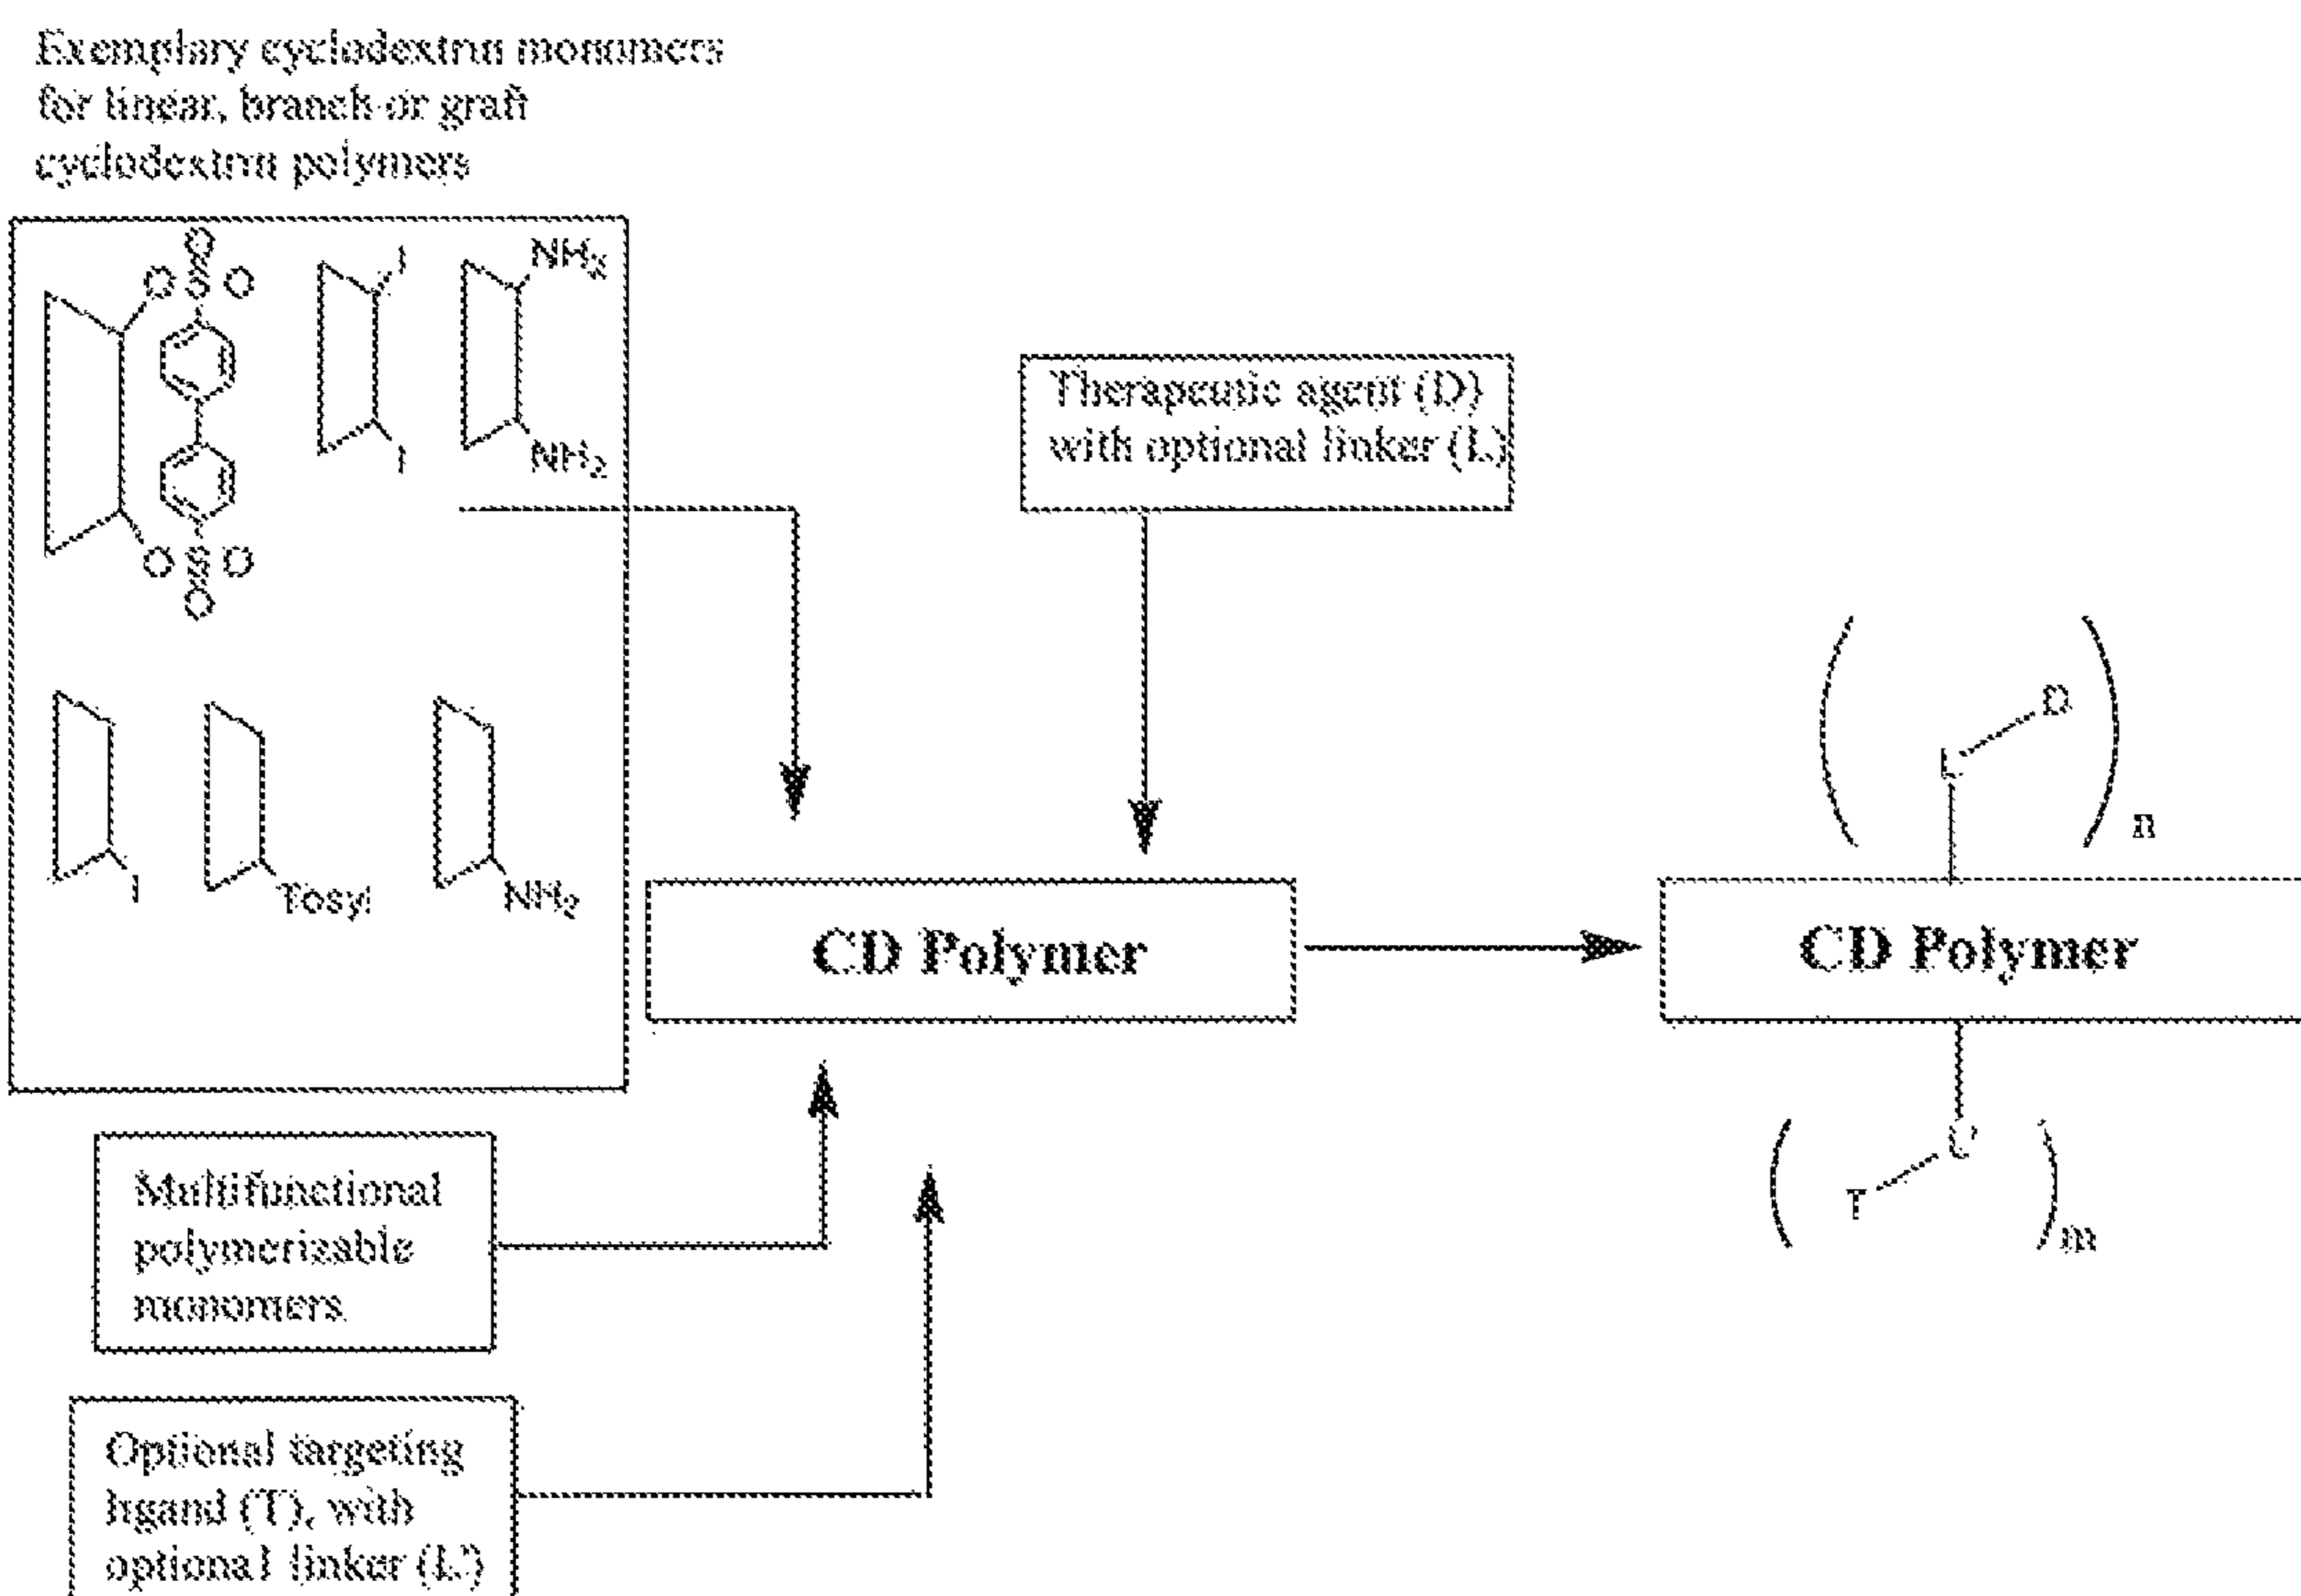 Exemplary cyclodextrin monomers
for linear, branch or graft
cyclodextrin polymers
O
O S O
I
NH2
I
NH2
O S O
O
I
Tosyl
NH2
Therapeutic agent (D)
with optional linker (L)
D
L
n
CD Polymer
CD Polymer
T
m
Multifunctional
polymerizable
monomers
Optional targeting
ligand (T), with
optional linker (L')